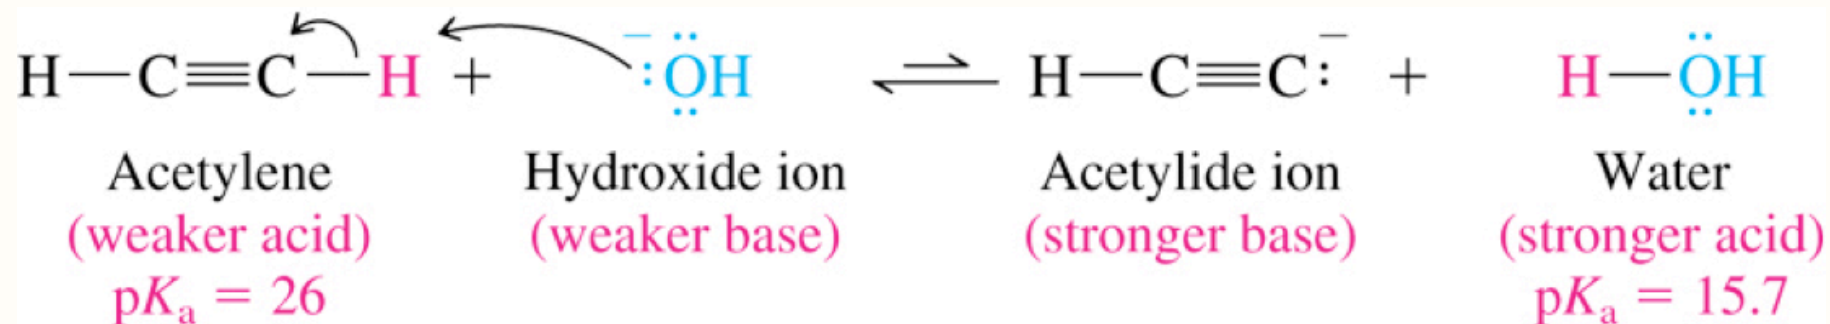 H—C≡C—H + ⁻:ÖH ⇌ H—C≡C:⁻ + H—ÖH
Acetylene Hydroxide ion Acetylide ion Water
(weaker acid) (weaker base) (stronger base) (stronger acid)
pKₐ = 26 pKₐ = 15.7